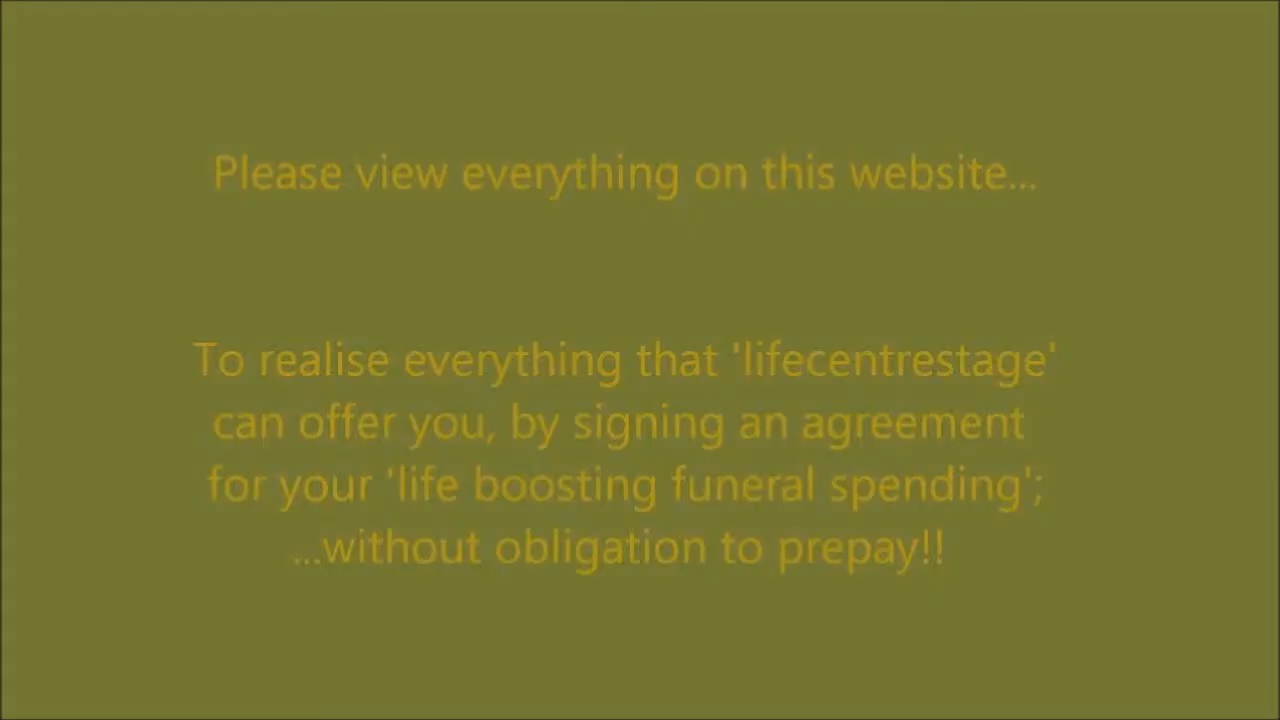 Please view everything on this website...
To realise everything that 'lifecentrestage'
can offer you, by signing an agreement
for your 'life boosting funeral spending';
...without obligation to prepay!!